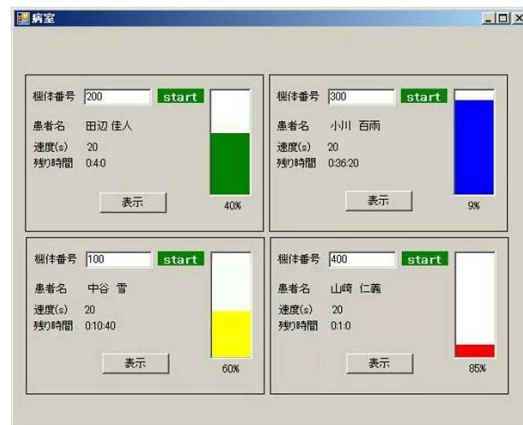 病室
機体番号 200 start
患者名 田辺 佳人
速度(s) 20
残り時間 0:4:0
表示
40%
機体番号 300 start
患者名 小川 百雨
速度(s) 20
残り時間 0:36:20
表示
9%
機体番号 100 start
患者名 中谷 雪
速度(s) 20
残り時間 0:10:40
表示
60%
機体番号 400 start
患者名 山崎 仁義
速度(s) 20
残り時間 0:1:0
表示
85%